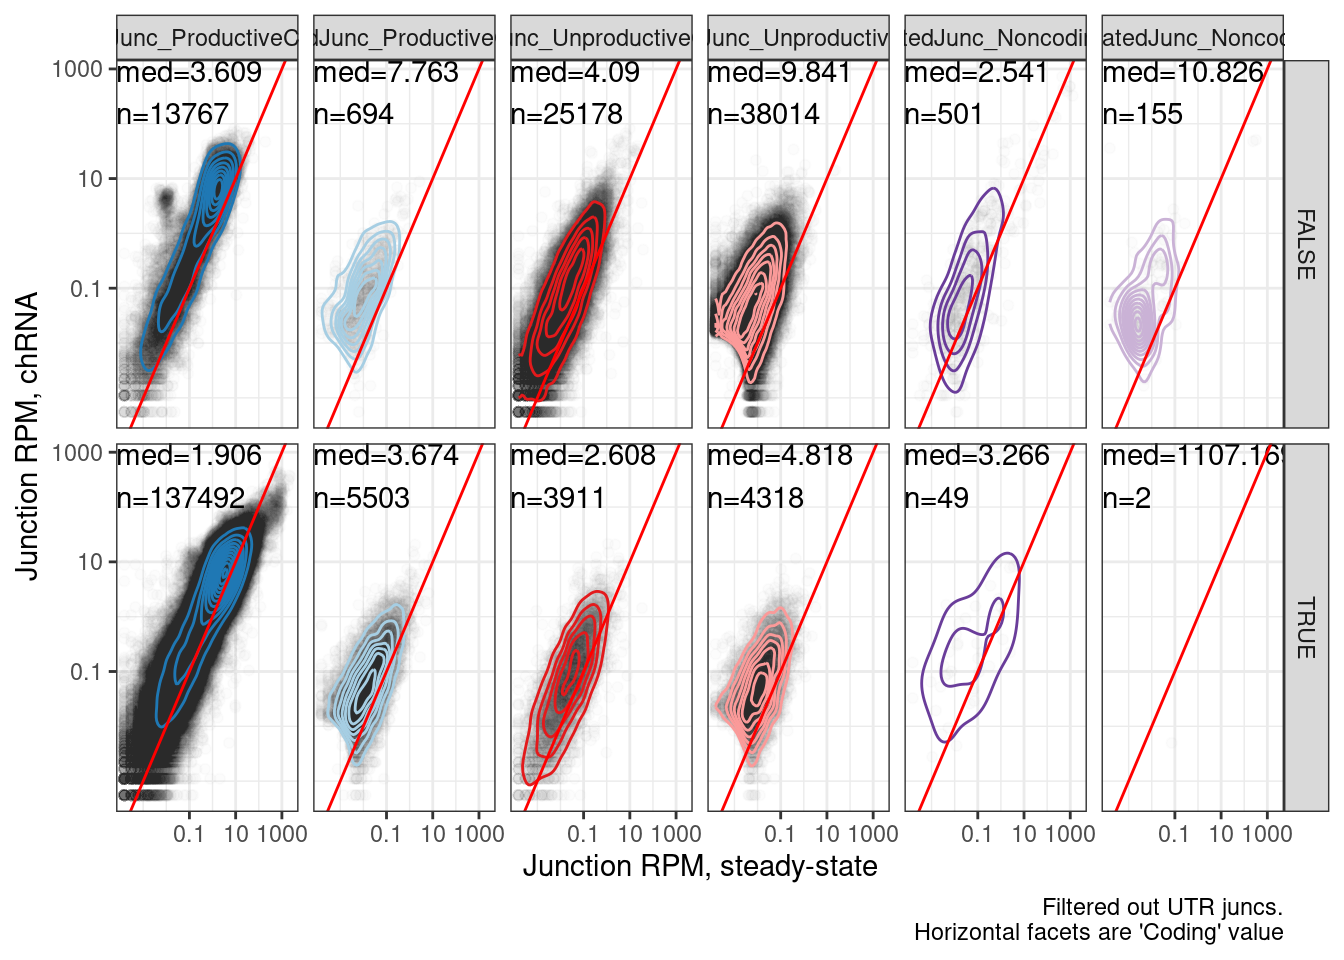 Junc_ProductiveC
dJunc_Productive
unc_Unproductive
Junc_Unproductiv
tedJunc_Noncodin
atedJunc_Noncod
1000
med=3.609
med=7.763
med=4.09
med=9.841
med=2.541
med=10.826
n=13767
n=694
n=25178
n=38014
n=501
n=155
10
0.1
FALSE
1000
med=1.906
med=3.674
med=2.608
med=4.818
med=3.266
med=1107.169
n=137492
n=5503
n=3911
n=4318
n=49
n=2
10
0.1
TRUE
Junction RPM, chRNA
0.1 10 1000
0.1 10 1000
0.1 10 1000
0.1 10 1000
0.1 10 1000
0.1 10 1000
Junction RPM, steady-state
Filtered out UTR juncs.
Horizontal facets are 'Coding' value